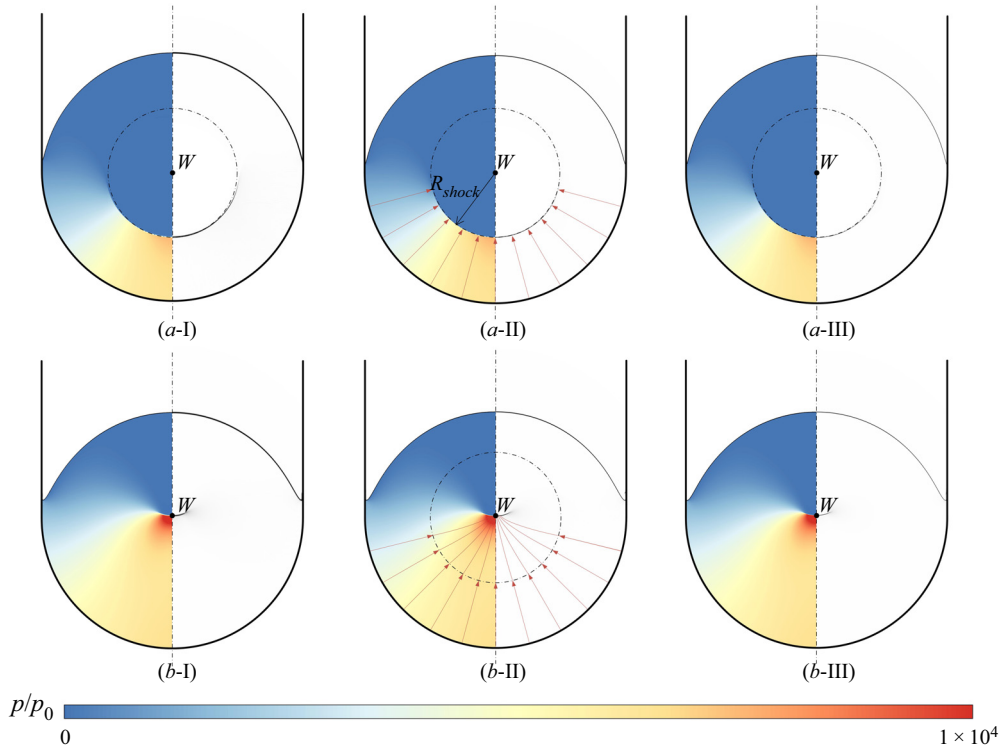 W
W
R_shock
W
(a-I)
(a-II)
(a-III)
W
W
W
(b-I)
(b-II)
(b-III)
p/p_0
0
1 × 10^4